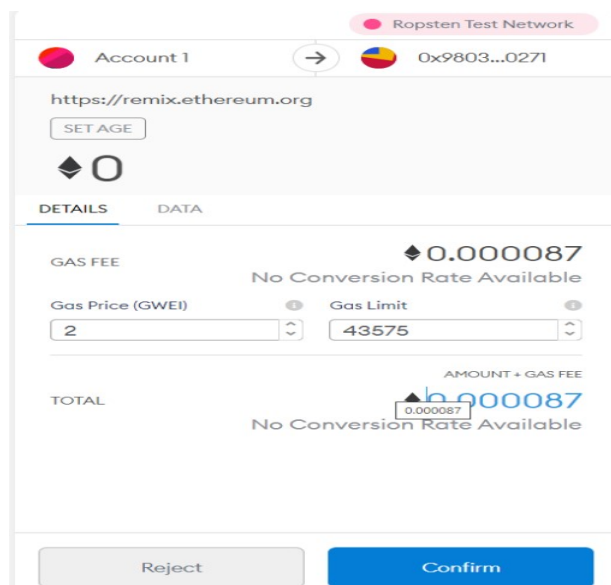 Ropsten Test Network
Account 1
0x9803...0271
https://remix.ethereum.org
SET AGE
0
DETAILS DATA
GAS FEE
0.000087
No Conversion Rate Available
Gas Price (GWEI) Gas Limit
2 43575
AMOUNT + GAS FEE
TOTAL
0.000087
0.000087
No Conversion Rate Available
Reject Confirm